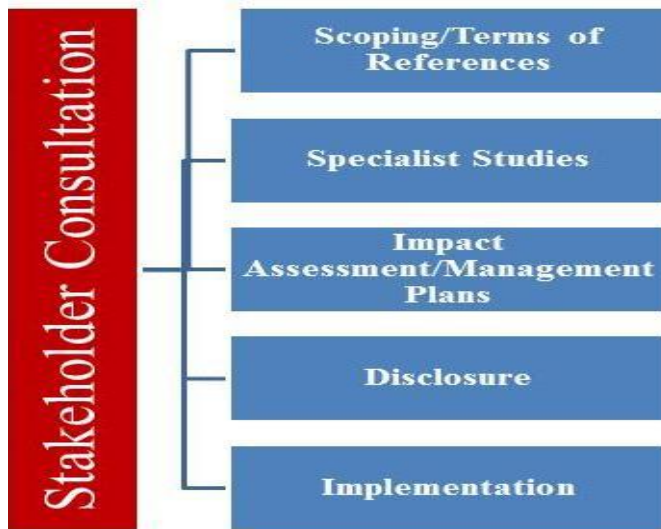 Stakeholder Consultation
Scoping/Terms of
References
Specialist Studies
Impact
Assessment/Management
Plans
Disclosure
Implementation